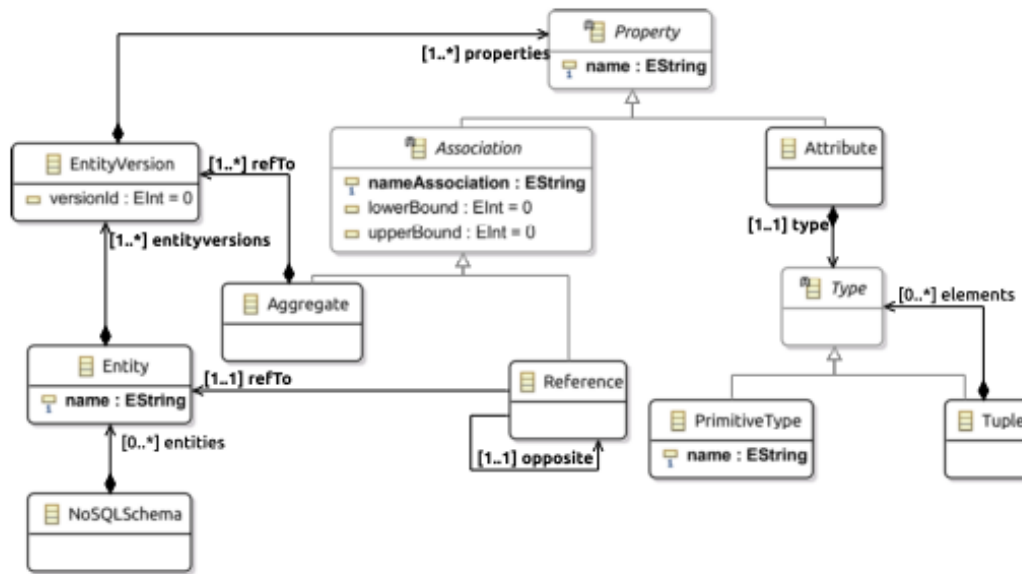 Property
[1..*] properties
name : EString
EntityVersion
versionId : EInt = 0
[1..*] refTo
Association
nameAssociation : EString
lowerBound : EInt = 0
upperBound : EInt = 0
Attribute
[1..1] type
[1..*] entityversions
Aggregate
Type
[0..*] elements
Entity
name : EString
[1..1] refTo
Reference
[1..1] opposite
PrimitiveType
name : EString
Tuple
[0..*] entities
NoSQLSchema